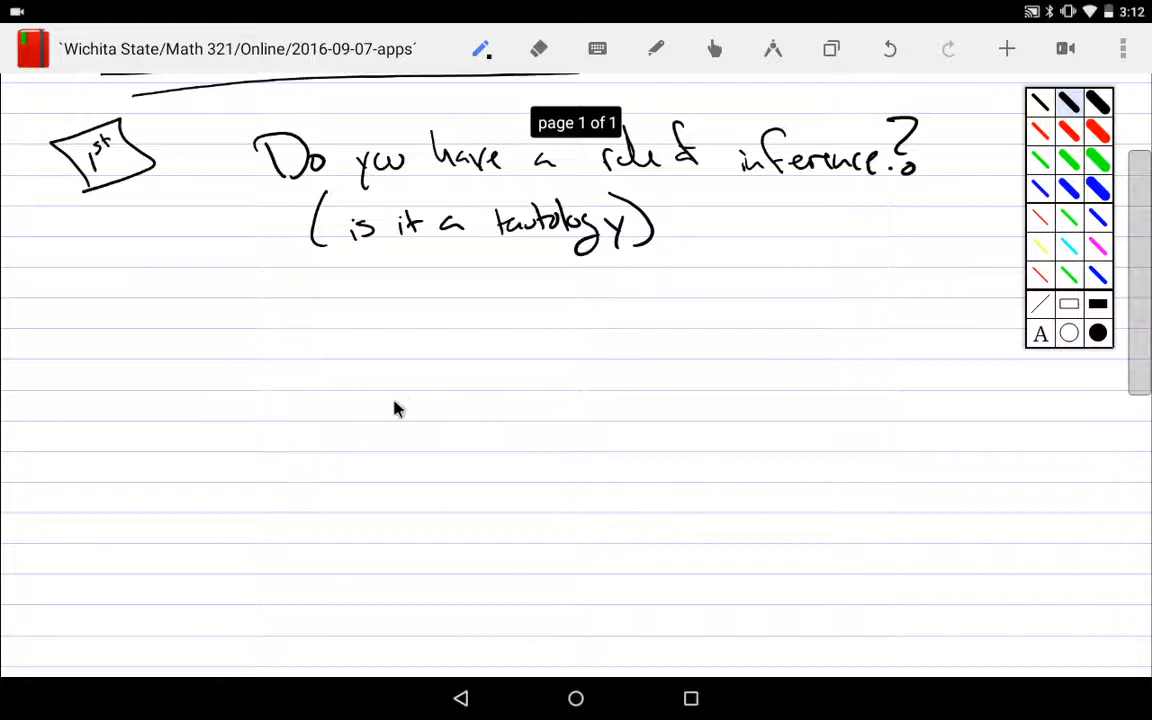 3:12
`Wichita State/Math 321/Online/2016-09-07-apps´
page 1 of 1
1st Do you have a rule of inference?
(is it a tautology)
A